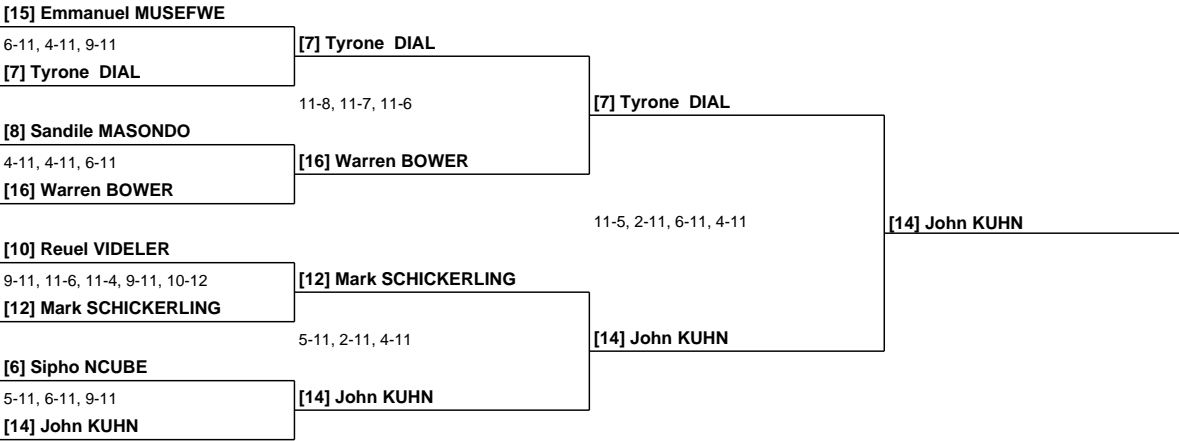 [15] Emmanuel MUSEFWE
6-11, 4-11, 9-11
[7] Tyrone  DIAL
[7] Tyrone  DIAL
11-8, 11-7, 11-6
[7] Tyrone  DIAL
[8] Sandile MASONDO
4-11, 4-11, 6-11
[16] Warren BOWER
[16] Warren BOWER
11-5, 2-11, 6-11, 4-11
[14] John KUHN
[10] Reuel VIDELER
9-11, 11-6, 11-4, 9-11, 10-12
[12] Mark SCHICKERLING
[12] Mark SCHICKERLING
5-11, 2-11, 4-11
[14] John KUHN
[6] Sipho NCUBE
5-11, 6-11, 9-11
[14] John KUHN
[14] John KUHN